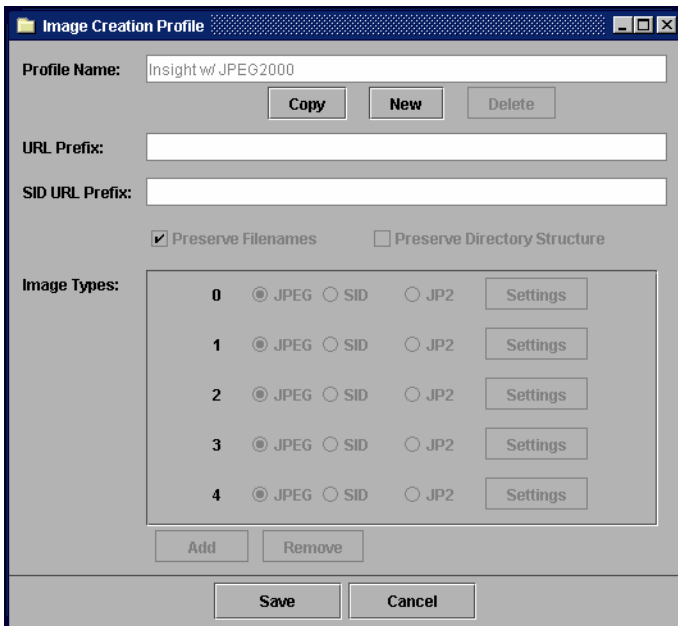 Image Creation Profile
Profile Name: Insight w/ JPEG2000
Copy New Delete
URL Prefix:
SID URL Prefix:
Preserve Filenames Preserve Directory Structure
Image Types:
0 JPEG SID JP2 Settings
1 JPEG SID JP2 Settings
2 JPEG SID JP2 Settings
3 JPEG SID JP2 Settings
4 JPEG SID JP2 Settings
Add Remove
Save Cancel